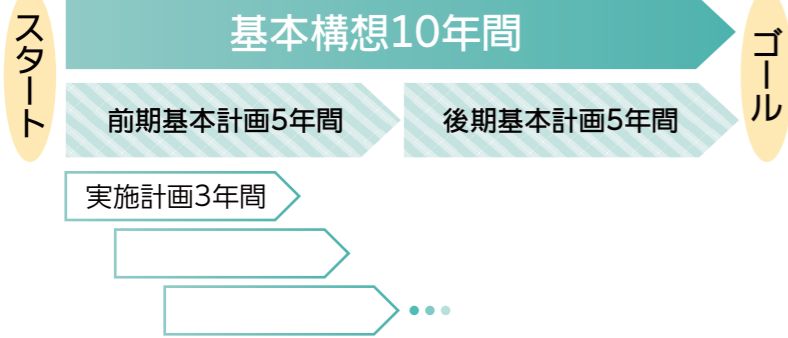 スタート
基本構想10年間
ゴール
前期基本計画5年間
後期基本計画5年間
実施計画3年間